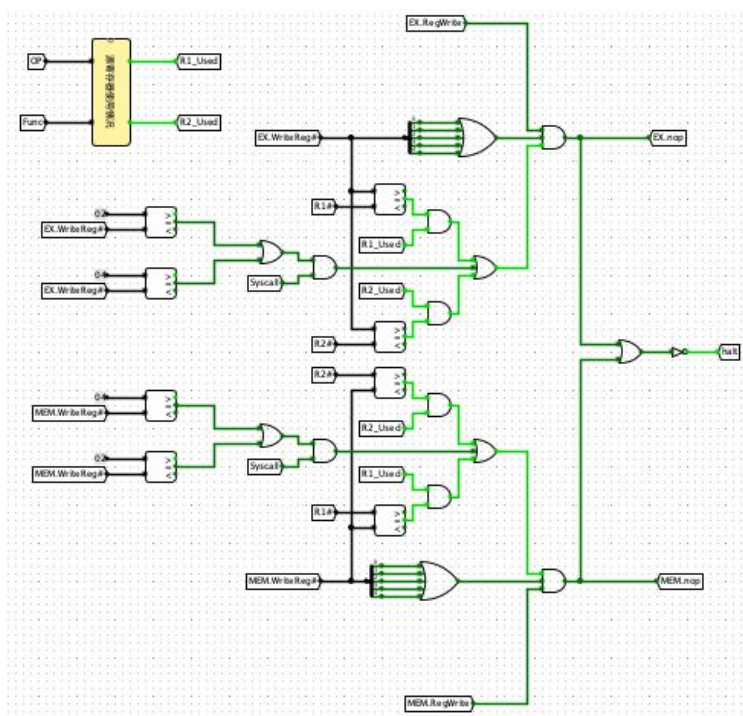 EX.RegWrite
OP
R1_Used
Func
R2_Used
EX.WriteReg#
EX.nop
R1#
02
EX.WriteReg#
R1_Used
04
EX.WriteReg#
Syscall
R2_Used
R2#
halt
R2#
04
MEM.WriteReg#
R2_Used
02
MEM.WriteReg#
Syscall
R1_Used
R1#
MEM.WriteReg#
MEM.nop
MEM.RegWrite